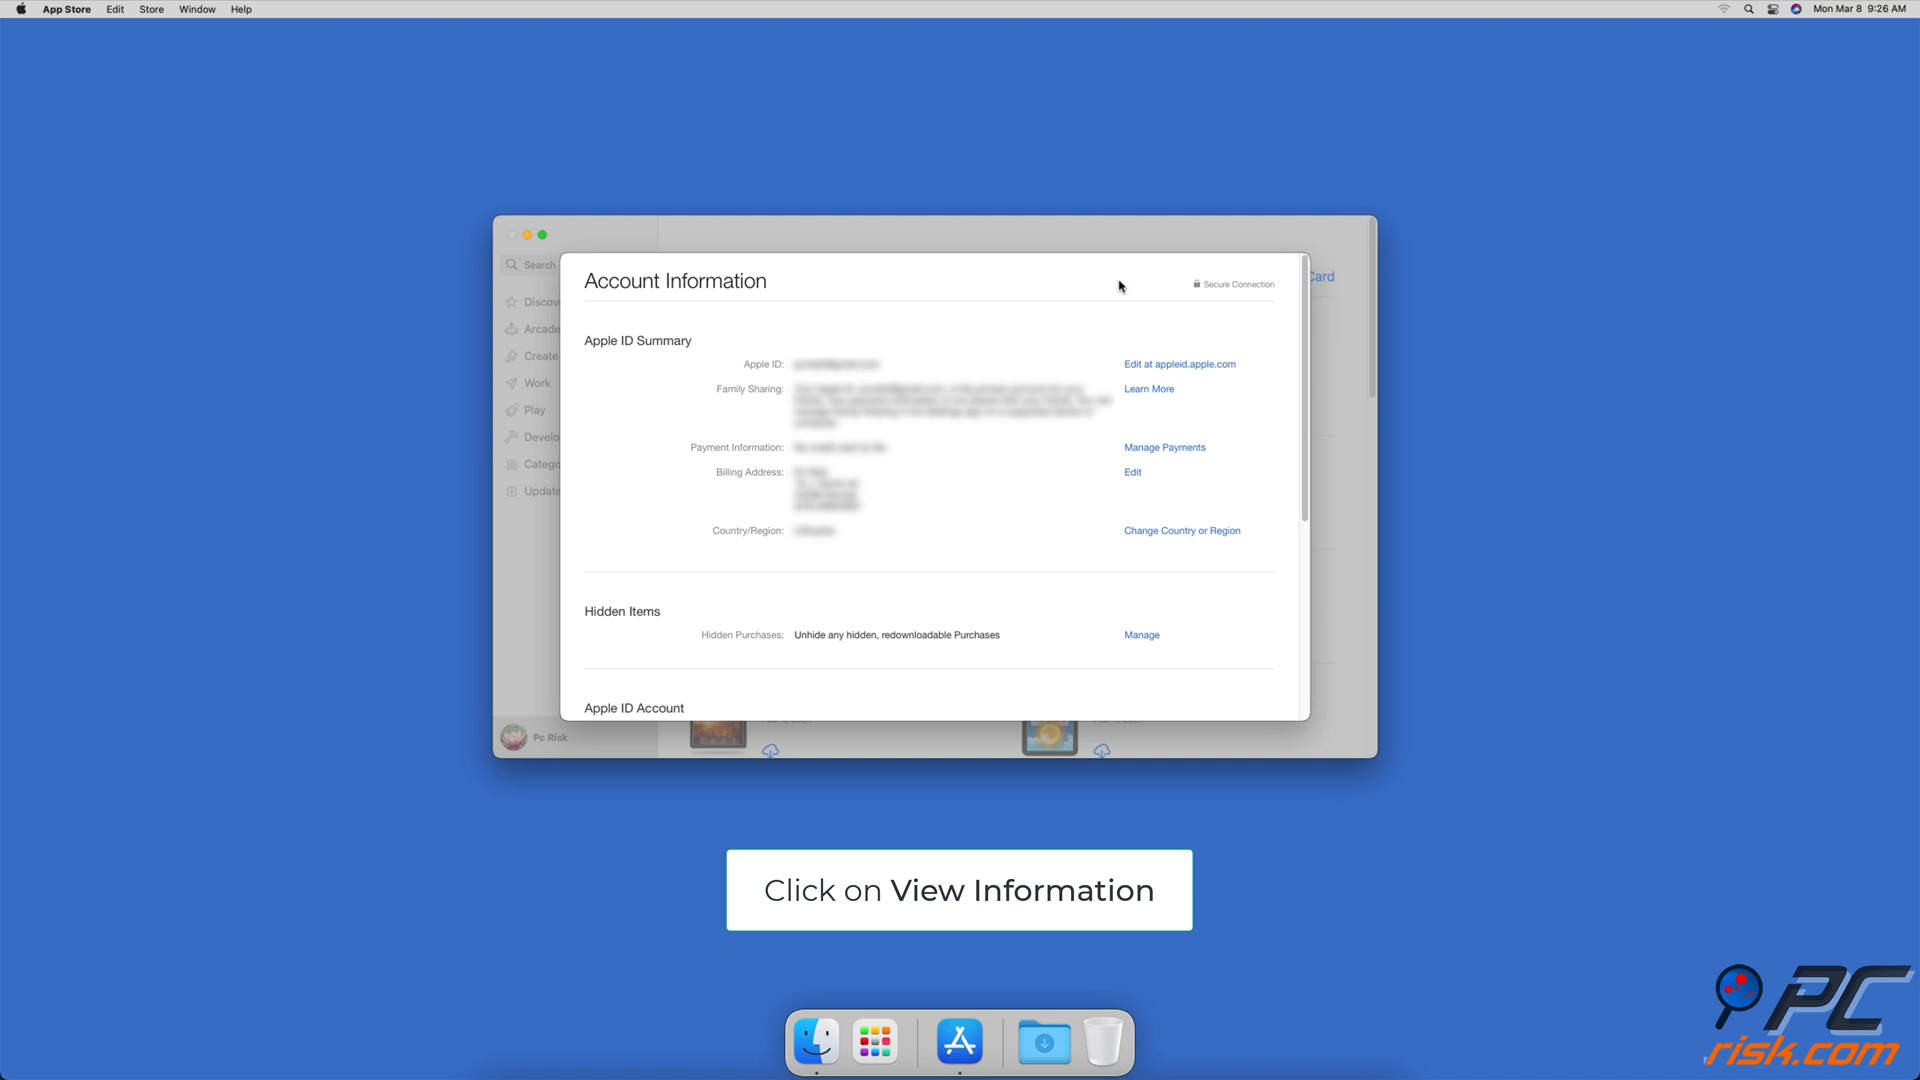 App Store Edit Store Window Help
Mon Mar 8 9:26 AM
Search
Card
Discov
Arcade
Create
Work
Play
Develo
Catego
Update
Pc Risk
Account Information
Secure Connection
Apple ID Summary
Apple ID:
Edit at appleid.apple.com
Family Sharing:
Learn More
Payment Information:
Manage Payments
Billing Address:
Edit
Country/Region:
Change Country or Region
Hidden Items
Hidden Purchases: Unhide any hidden, redownloadable Purchases Manage
Apple ID Account
Click on View Information
PC
risk.com